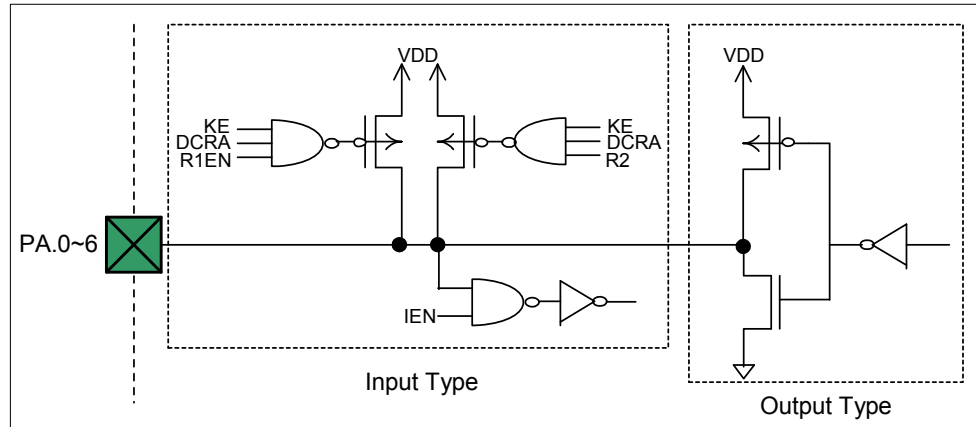 VDD
VDD
KE
DCRA
R1EN
KE
DCRA
R2
PA.0~6
IEN
Input Type
Output Type